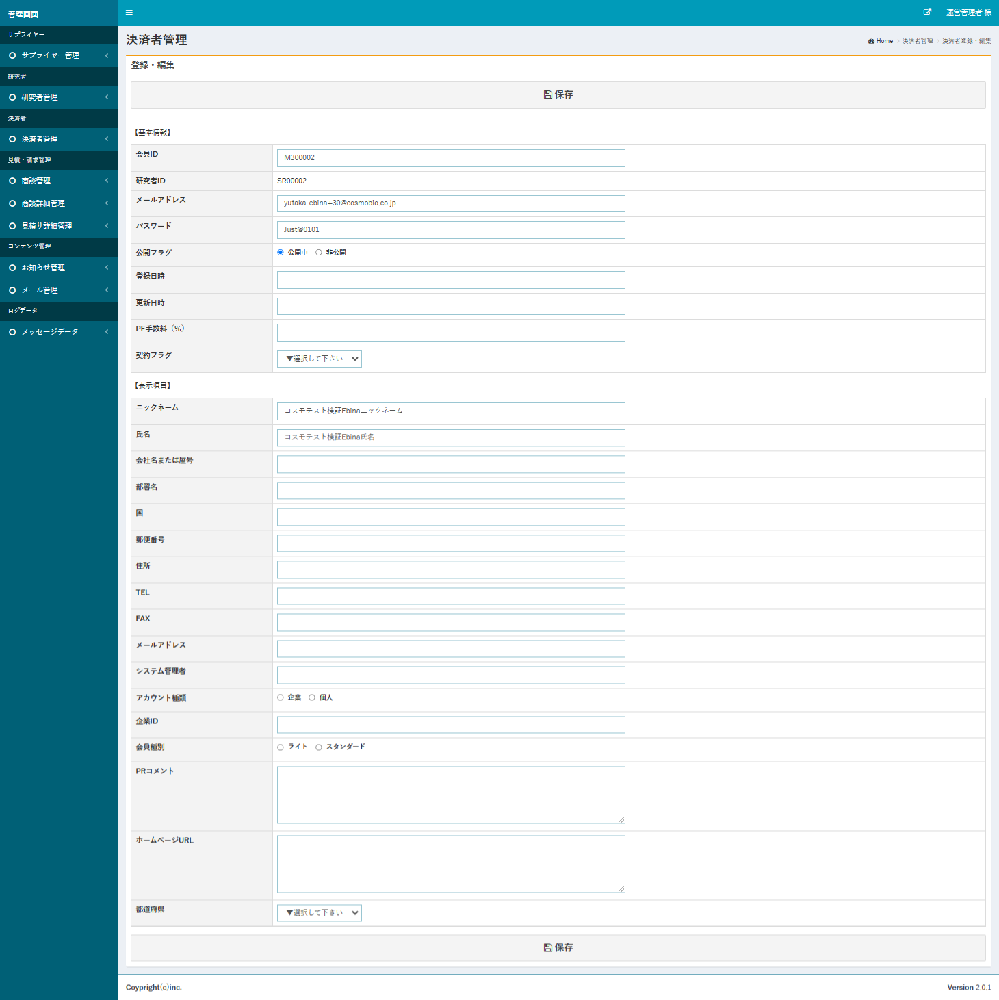 管理画面
運営管理者 様
サプライヤー
サプライヤー管理
研究者
研究者管理
決済者
決済者管理
見積・請求管理
商談管理
商談詳細管理
見積り詳細管理
コンテンツ管理
お知らせ管理
メール管理
ログデータ
メッセージデータ
決済者管理
Home > 決済者管理 > 決済者登録・編集
登録・編集
保存
【基本情報】
会員ID M300002
研究者ID SR00002
メールアドレス yutaka-ebina+30@cosmobio.co.jp
パスワード Just@0101
公開フラグ 公開中 非公開
登録日時
更新日時
PF手数料（%）
契約フラグ ▼選択して下さい
【表示項目】
ニックネーム コスモテスト検証Ebinaニックネーム
氏名 コスモテスト検証Ebina氏名
会社名または屋号
部署名
国
郵便番号
住所
TEL
FAX
メールアドレス
システム管理者
アカウント種類 企業 個人
企業ID
会員種別 ライト スタンダード
PRコメント
ホームページURL
都道府県 ▼選択して下さい
保存
Coypright(c)inc.
Version 2.0.1